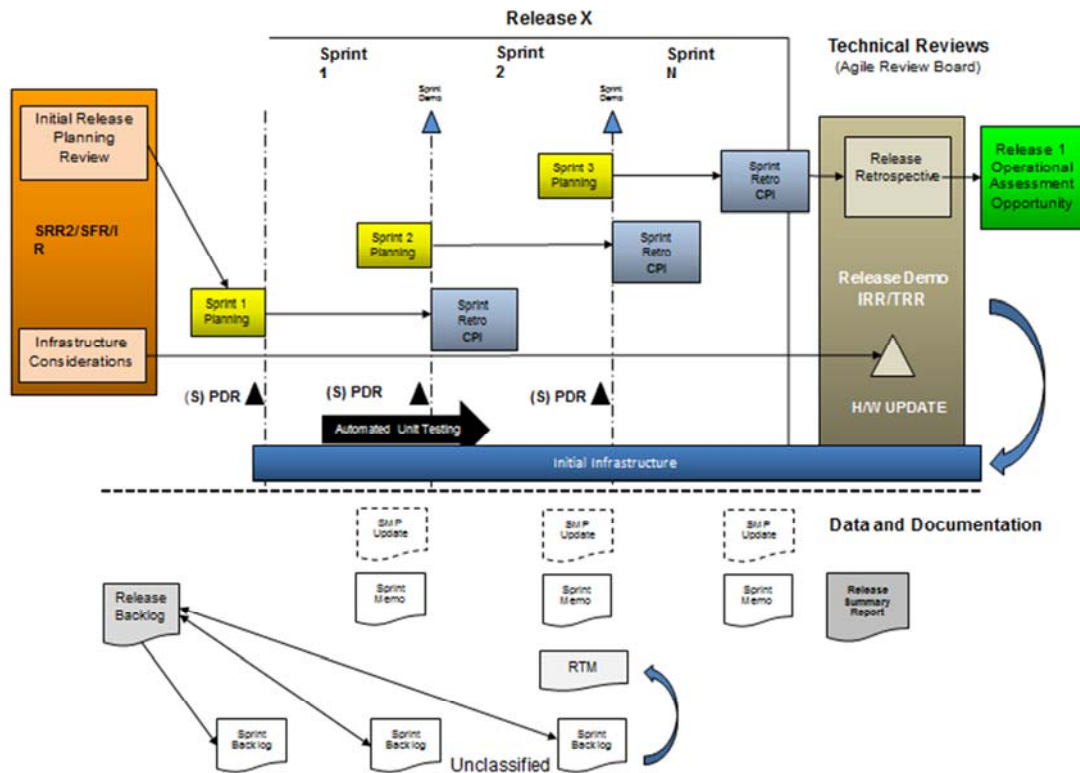 Release X
Sprint
1
Sprint
2
Sprint
N
Technical Reviews
(Agile Review Board)
Sprint
Demo
Sprint
Demo
Initial Release
Planning
Review
SRR2/SFR/I
R
Infrastructure
Considerations
Sprint 1
Planning
Sprint 2
Planning
Sprint 3
Planning
Sprint
Retro
CPI
Sprint
Retro
CPI
Sprint
Retro
CPI
Release
Retrospective
Release 1
Operational
Assessment
Opportunity
Release Demo
IRR/TRR
H/W UPDATE
(S) PDR
(S) PDR
(S) PDR
Automated Unit Testing
Initial Infrastructure
Data and Documentation
SMP
Update
SMP
Update
SMP
Update
Sprint
Memo
Sprint
Memo
Sprint
Memo
Release
Summary
Report
Release
Backlog
RTM
Sprint
Backlog
Sprint
Backlog
Sprint
Backlog
Unclassified